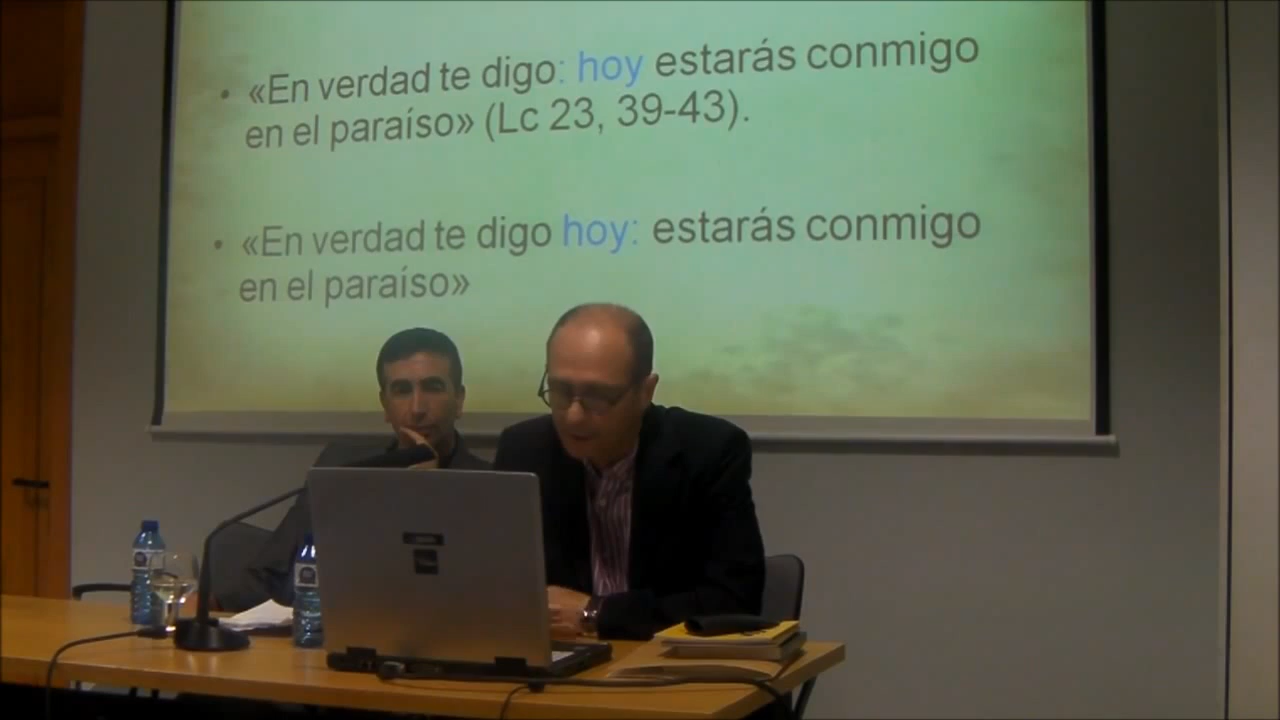 • «En verdad te digo: hoy estarás conmigo
en el paraíso» (Lc 23, 39-43).
• «En verdad te digo hoy: estarás conmigo
en el paraíso»